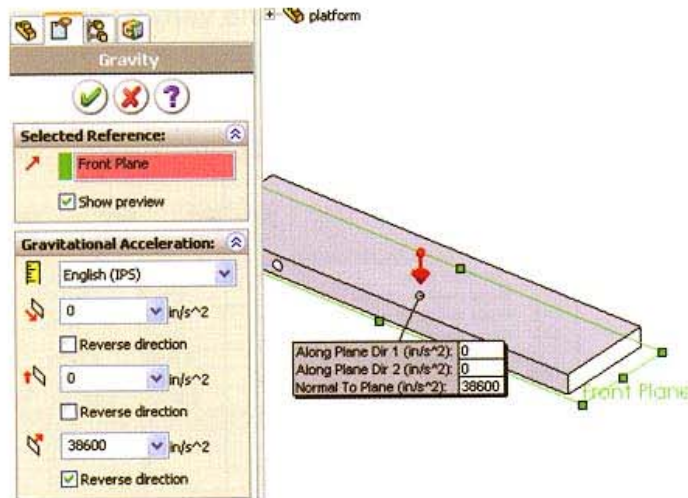 platform
Gravity
?
Selected Reference:
Front Plane
Show preview
Gravitational Acceleration:
English (IPS)
0 in/s^2
Reverse direction
0 in/s^2
Reverse direction
38600 in/s^2
Reverse direction
Along Plane Dir 1 (in/s^2): 0
Along Plane Dir 2 (in/s^2): 0
Normal To Plane (in/s^2): 38600
Front Plane